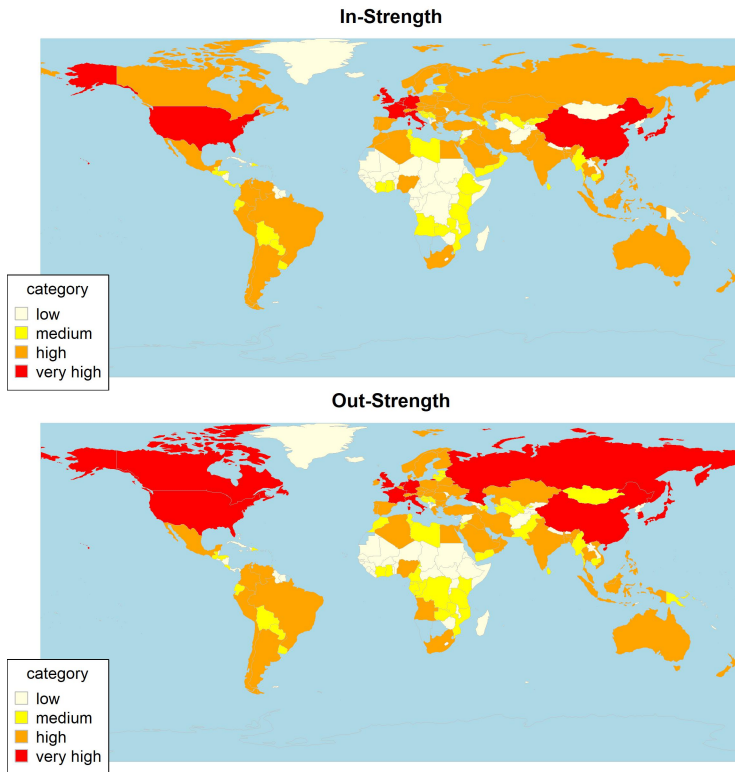 In-Strength
category
low
medium
high
very high
Out-Strength
category
low
medium
high
very high